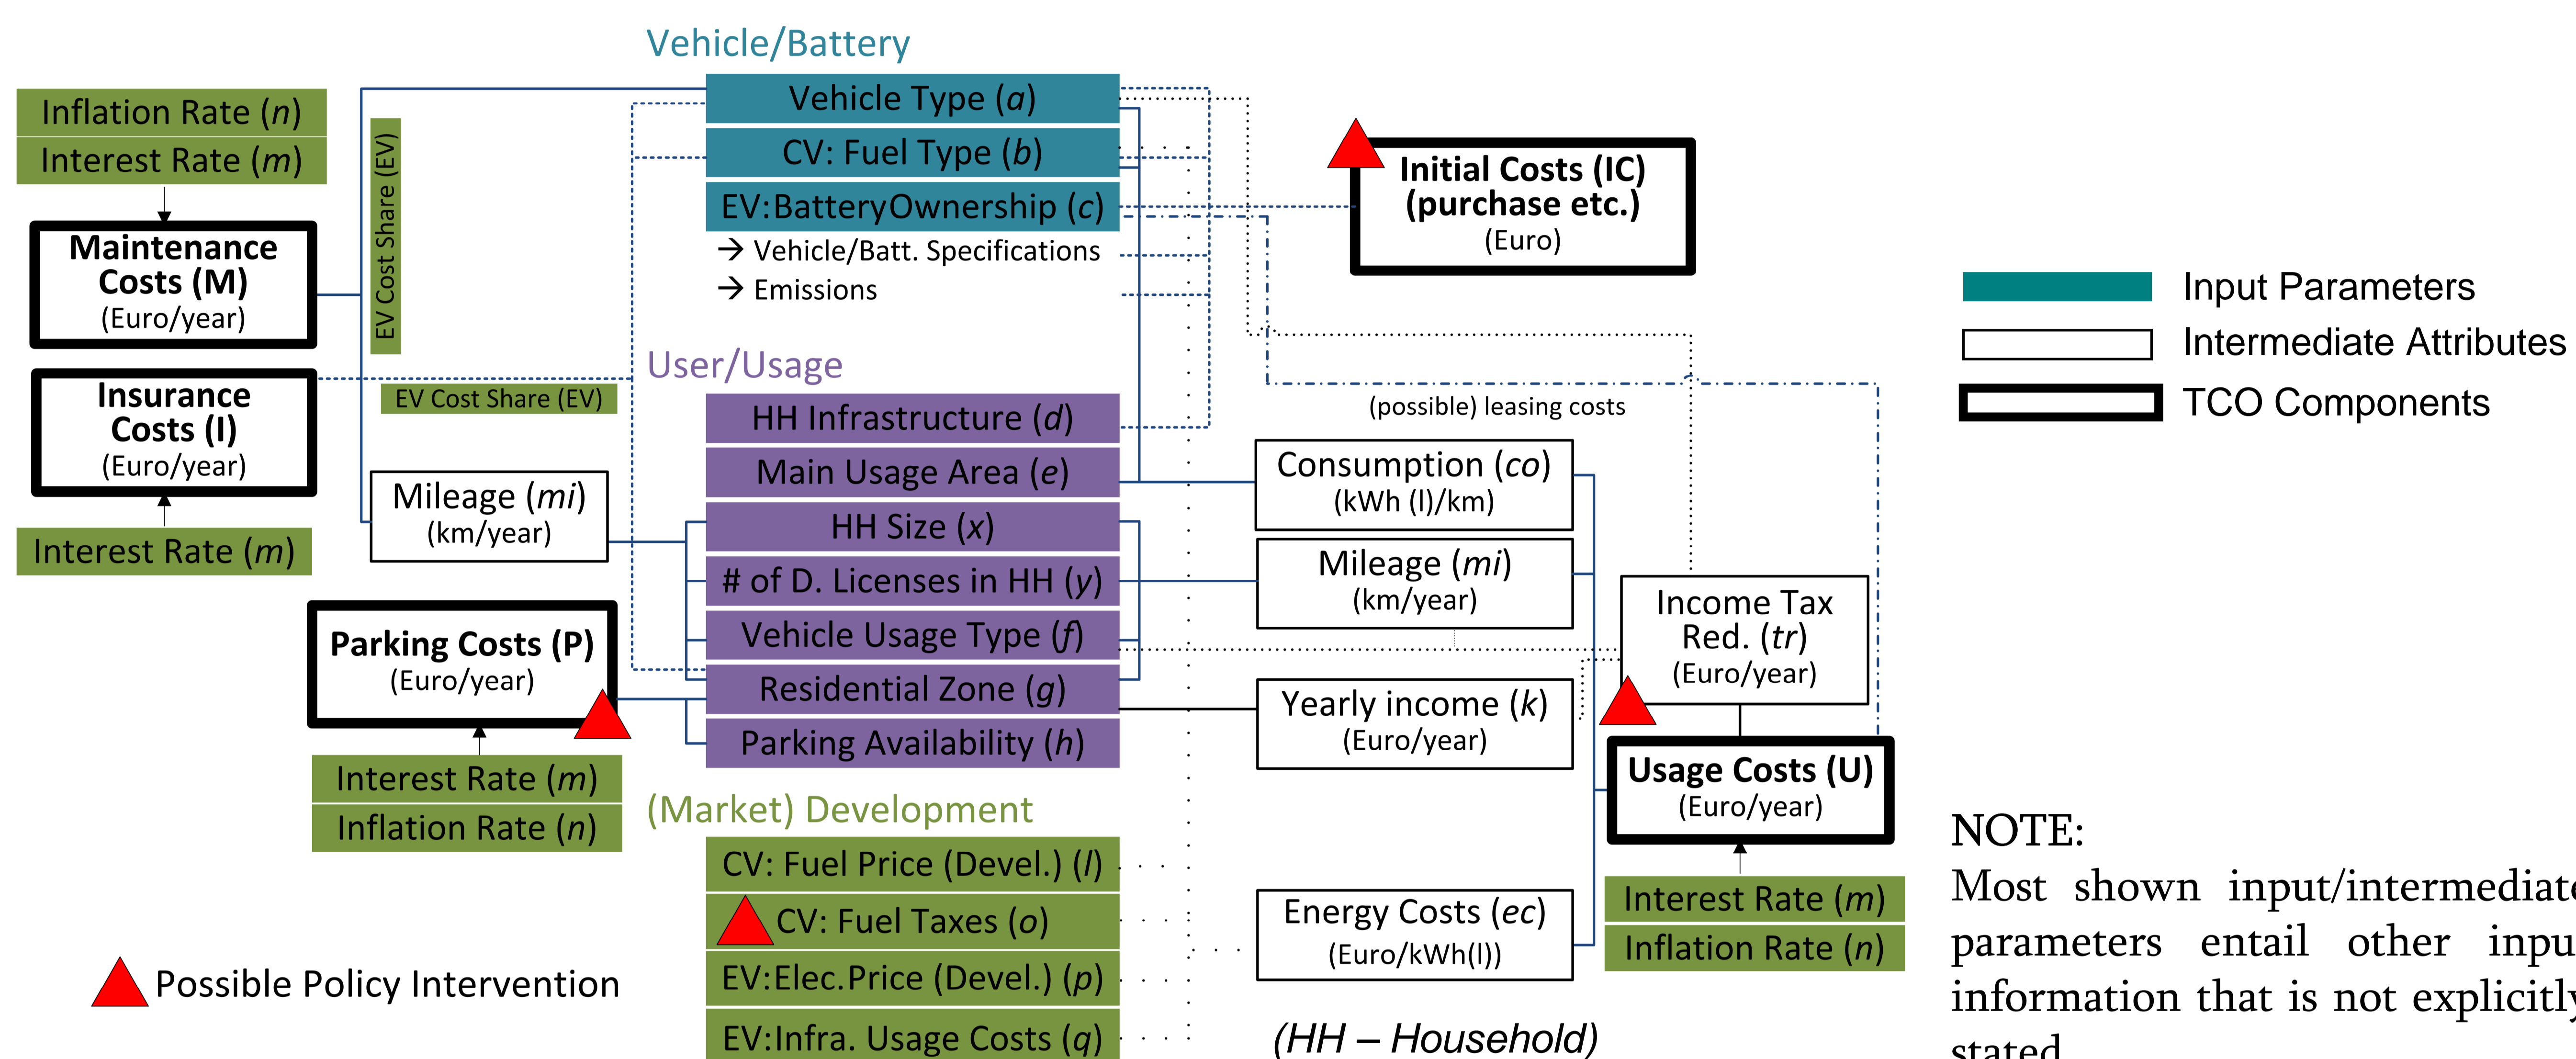 Vehicle/Battery
Vehicle Type (a)
CV: Fuel Type (b)
EV:BatteryOwnership (c)
→ Vehicle/Batt. Specifications
→ Emissions
Inflation Rate (n)
Interest Rate (m)
Maintenance
Costs (M)
(Euro/year)
EV Cost Share (EV)
Insurance
Costs (I)
(Euro/year)
EV Cost Share (EV)
Interest Rate (m)
Mileage (mi)
(km/year)
Parking Costs (P)
(Euro/year)
Interest Rate (m)
Inflation Rate (n)
Possible Policy Intervention
User/Usage
HH Infrastructure (d)
Main Usage Area (e)
HH Size (x)
# of D. Licenses in HH (y)
Vehicle Usage Type (f)
Residential Zone (g)
Parking Availability (h)
(Market) Development
CV: Fuel Price (Devel.) (l)
CV: Fuel Taxes (o)
EV:Elec.Price (Devel.) (p)
EV:Infra. Usage Costs (q)
Initial Costs (IC)
(purchase etc.)
(Euro)
(possible) leasing costs
Consumption (co)
(kWh (l)/km)
Mileage (mi)
(km/year)
Yearly income (k)
(Euro/year)
Energy Costs (ec)
(Euro/kWh(l))
(HH – Household)
Income Tax
Red. (tr)
(Euro/year)
Usage Costs (U)
(Euro/year)
Interest Rate (m)
Inflation Rate (n)
Input Parameters
Intermediate Attributes
TCO Components
NOTE:
Most shown input/intermediate
parameters entail other input
information that is not explicitly
stated